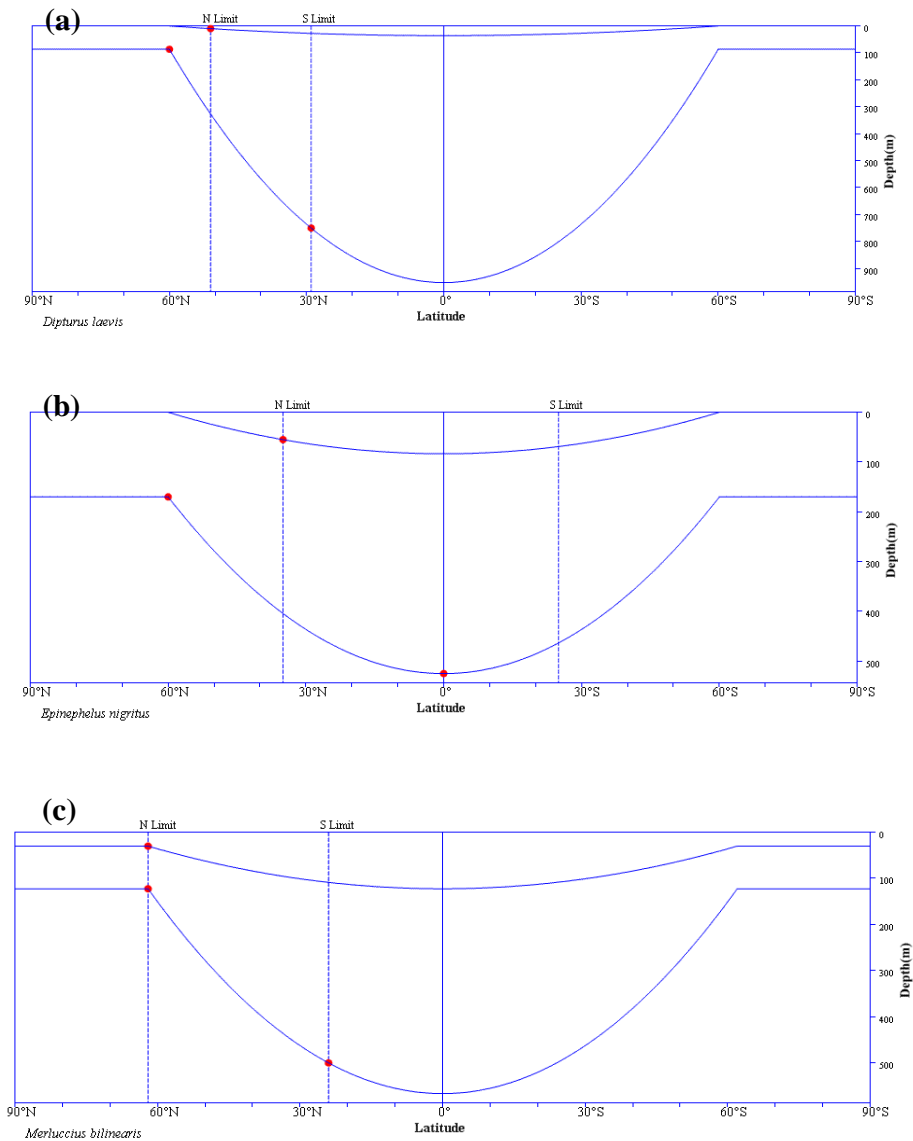 (a)
N Limit S Limit
0
100
200
300
400
500
600
700
800
900
Depth(m)
90°N 60°N 30°N 0° 30°S 60°S 90°S
Latitude
Dipturus laevis
(b)
N Limit S Limit
0
100
200
300
400
500
Depth(m)
90°N 60°N 30°N 0° 30°S 60°S 90°S
Latitude
Epinephelus nigritus
(c)
N Limit S Limit
0
100
200
300
400
500
Depth(m)
90°N 60°N 30°N 0° 30°S 60°S 90°S
Latitude
Merluccius bilinearis